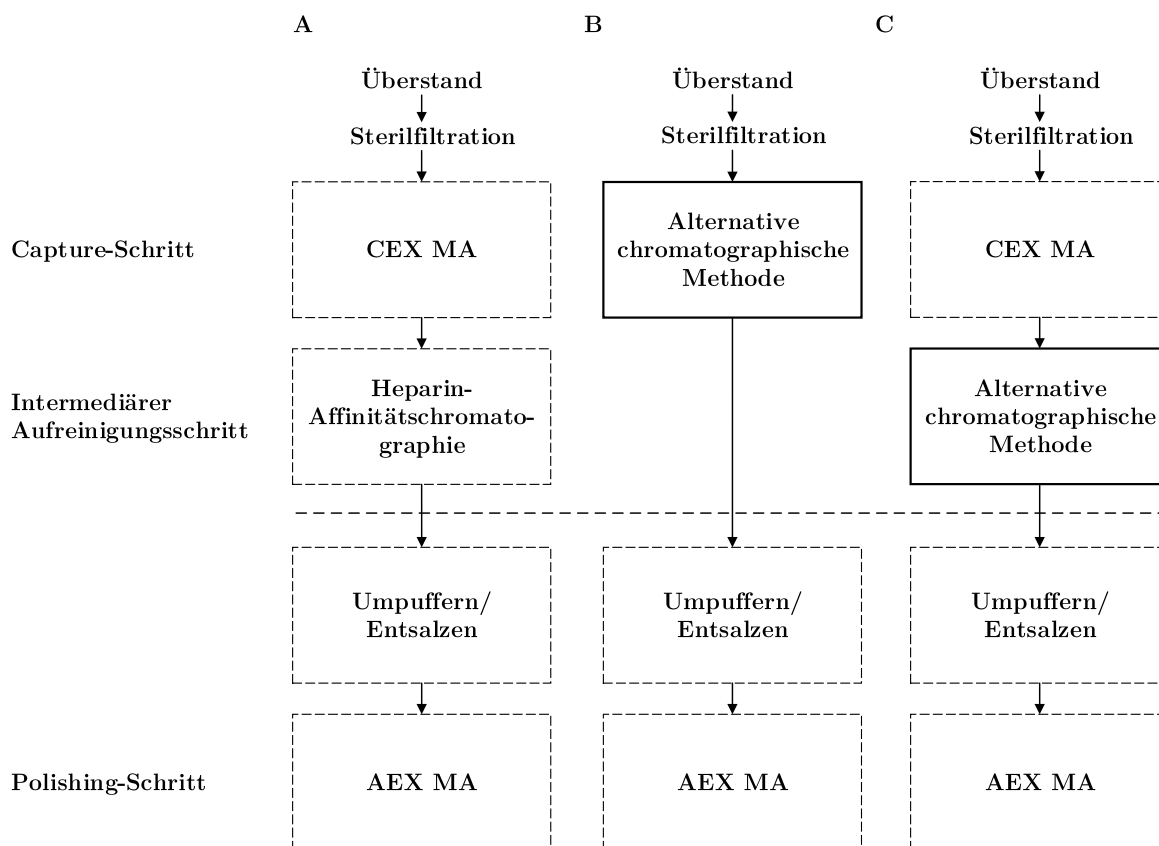 A B C
Überstand Überstand Überstand
Sterilfiltration Sterilfiltration Sterilfiltration
Capture-Schritt
CEX MA
Alternative
chromatographische
Methode
CEX MA
Intermediärer
Aufreinigungsschritt
Heparin-
Affinitätschromato-
graphie
Alternative
chromatographische
Methode
Umpuffern/
Entsalzen
Umpuffern/
Entsalzen
Umpuffern/
Entsalzen
Polishing-Schritt
AEX MA
AEX MA
AEX MA